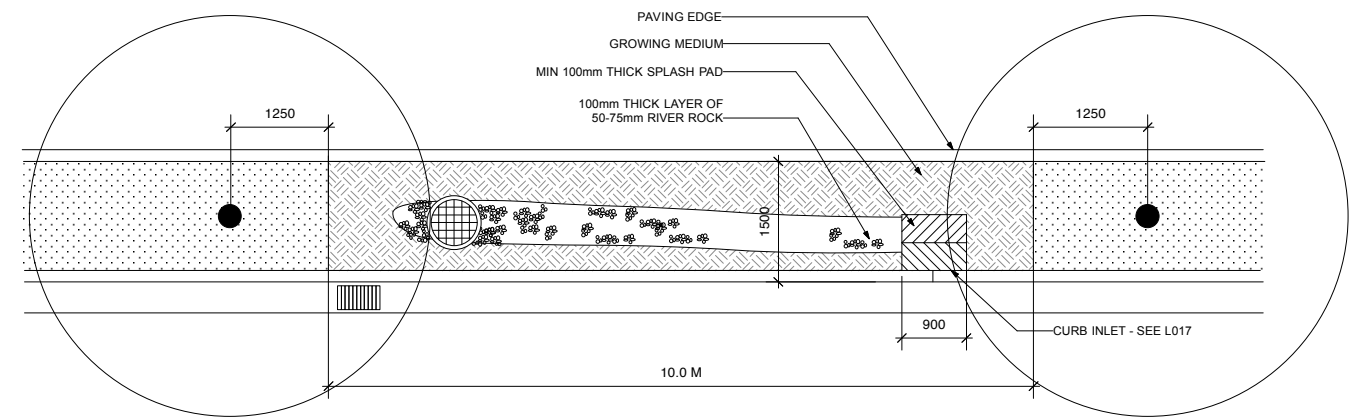 PAVING EDGE
GROWING MEDIUM
MIN 100mm THICK SPLASH PAD
100mm THICK LAYER OF
50-75mm RIVER ROCK
1250
1250
1500
900
CURB INLET - SEE L017
10.0 M